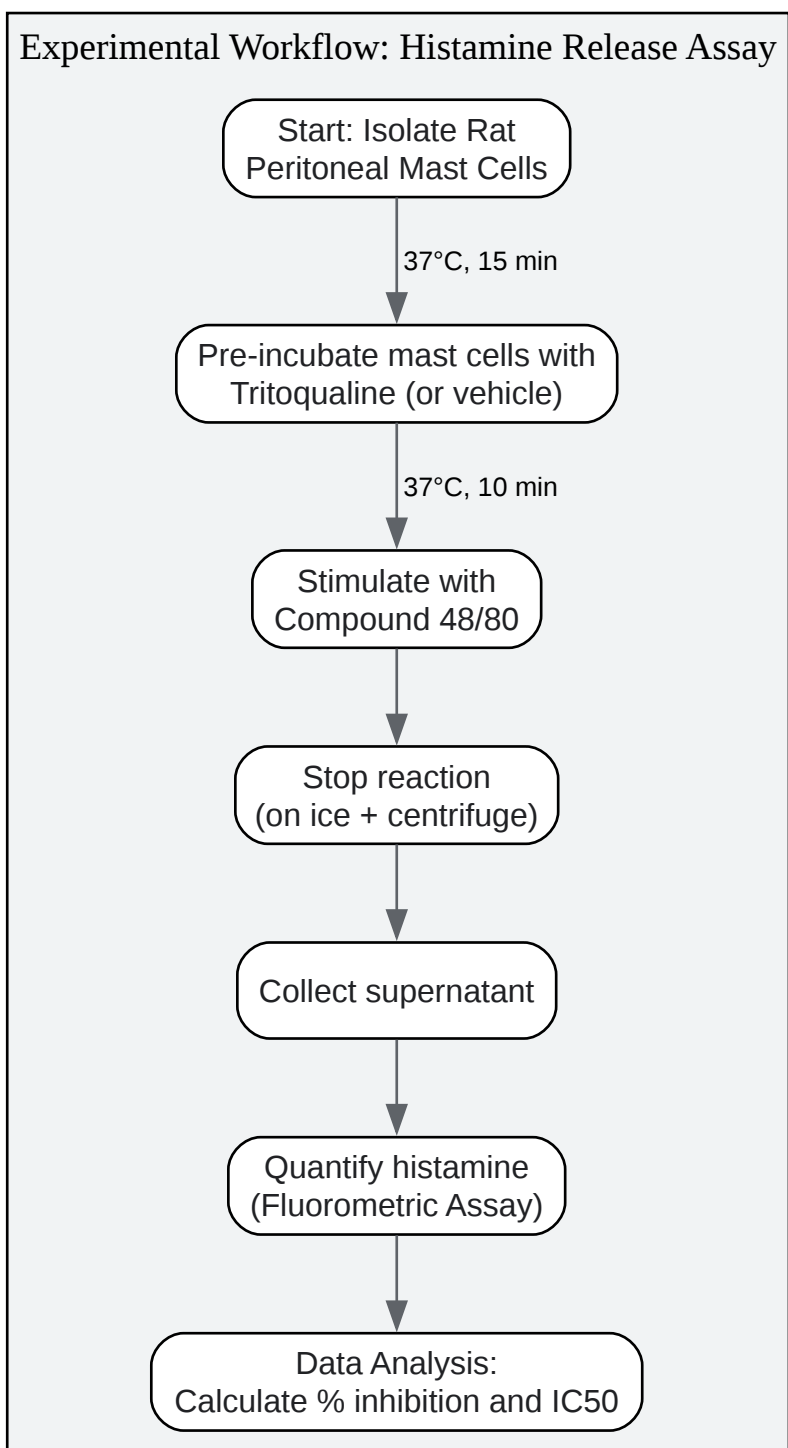 Experimental Workflow: Histamine Release Assay
Start: Isolate Rat
Peritoneal Mast Cells
37°C, 15 min
Pre-incubate mast cells with
Tritoqualine (or vehicle)
37°C, 10 min
Stimulate with
Compound 48/80
Stop reaction
(on ice + centrifuge)
Collect supernatant
Quantify histamine
(Fluorometric Assay)
Data Analysis:
Calculate % inhibition and IC50